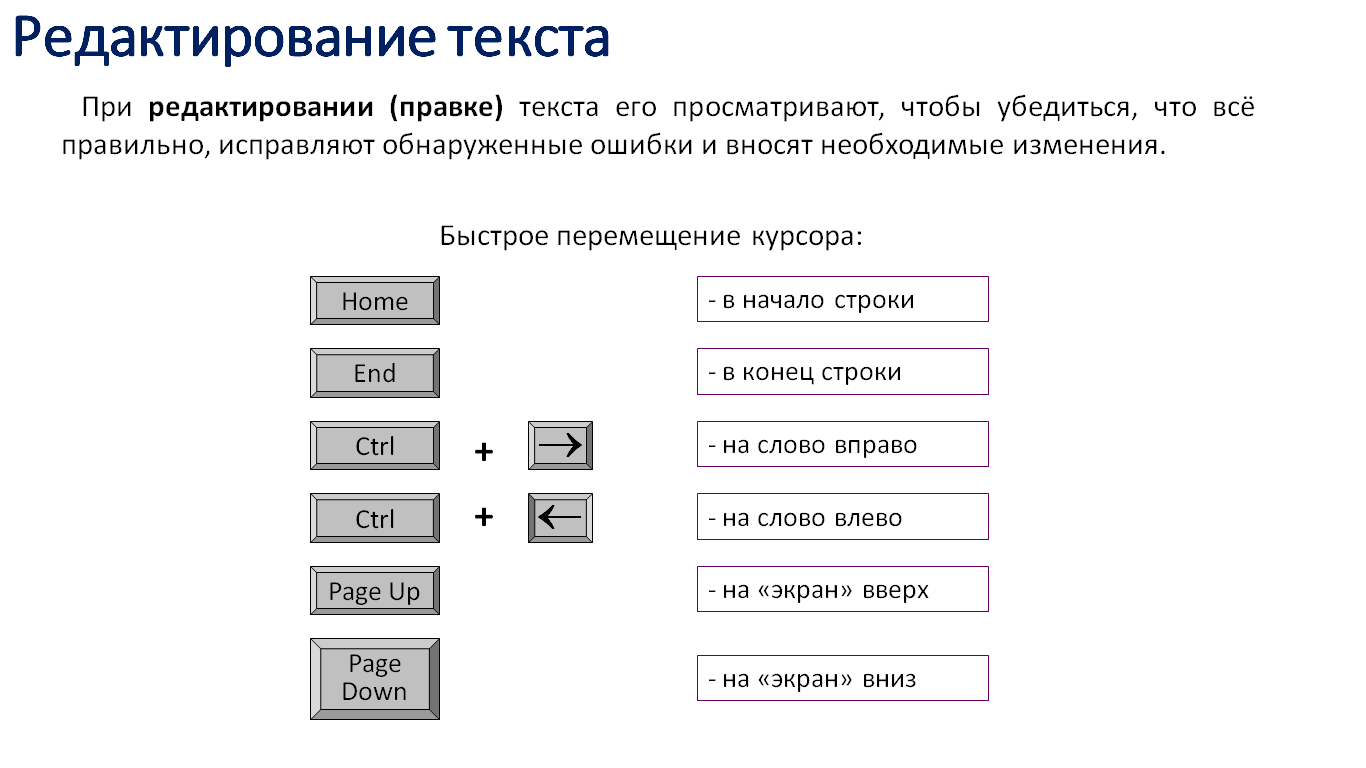 Редактирование текста
При редактировании (правке) текста его просматривают, чтобы убедиться, что всё
правильно, исправляют обнаруженные ошибки и вносят необходимые изменения.
Быстрое перемещение курсора:
Home - в начало строки
End - в конец строки
Ctrl + → - на слово вправо
Ctrl + ← - на слово влево
Page Up - на «экран» вверх
Page
Down - на «экран» вниз